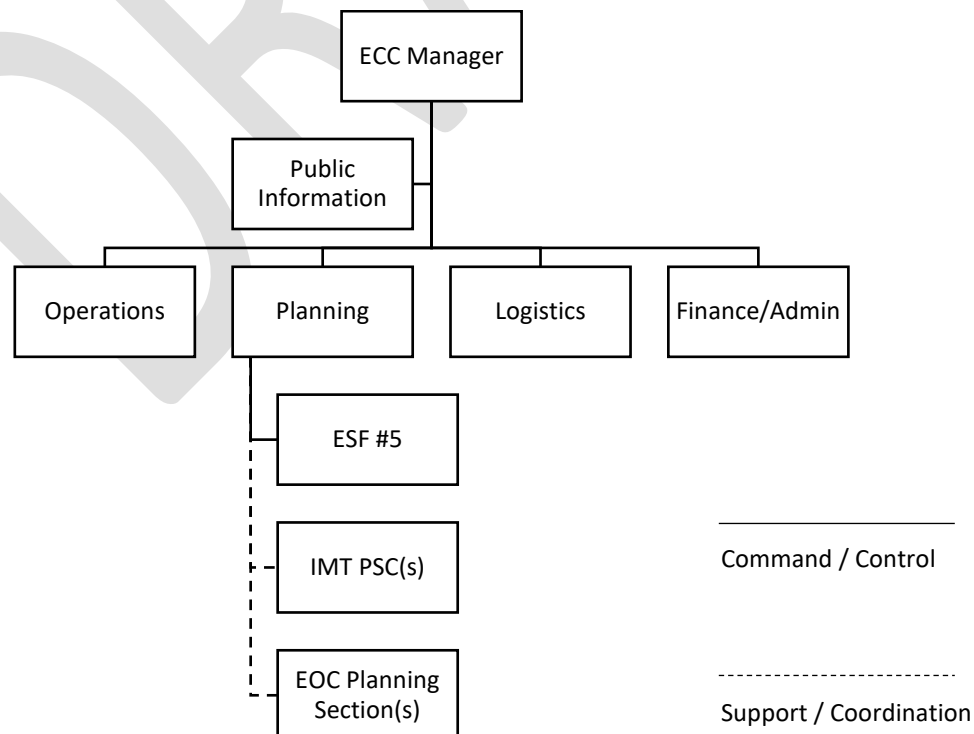 ECC Manager
Public
Information
Operations
Planning
Logistics
Finance/Admin
ESF #5
IMT PSC(s)
EOC Planning
Section(s)
Command / Control
Support / Coordination